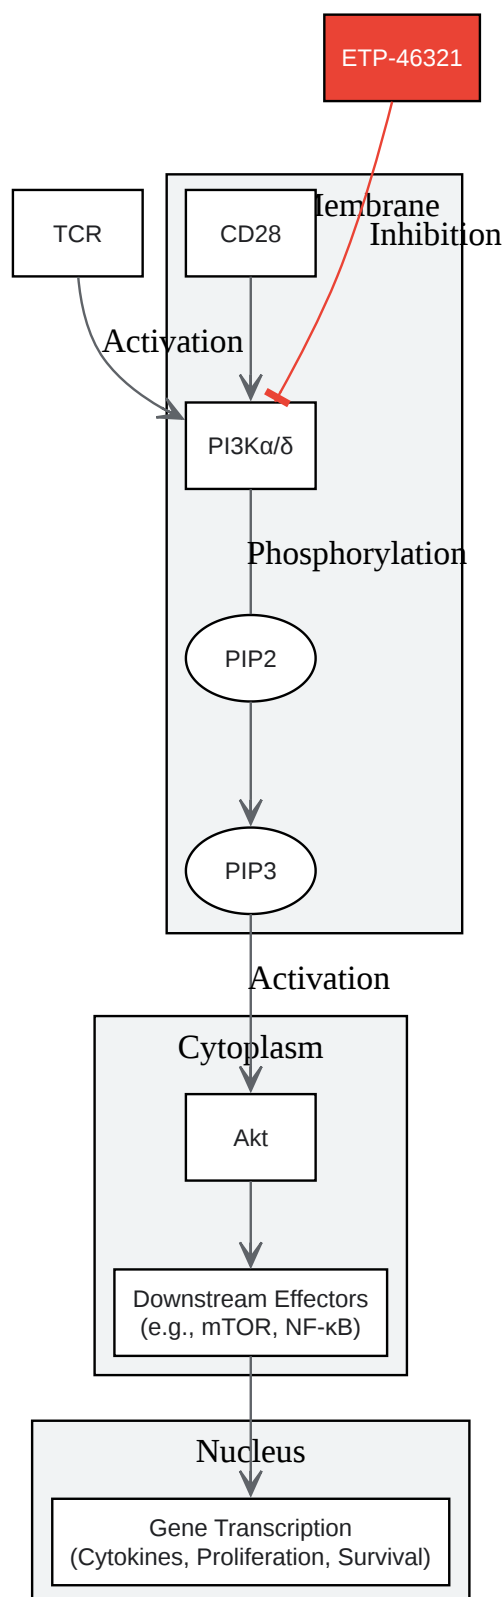 ETP-46321
Membrane
Inhibition
TCR
CD28
Activation
PI3Kα/δ
Phosphorylation
PIP2
PIP3
Activation
Cytoplasm
Akt
Downstream Effectors
(e.g., mTOR, NF-κB)
Nucleus
Gene Transcription
(Cytokines, Proliferation, Survival)